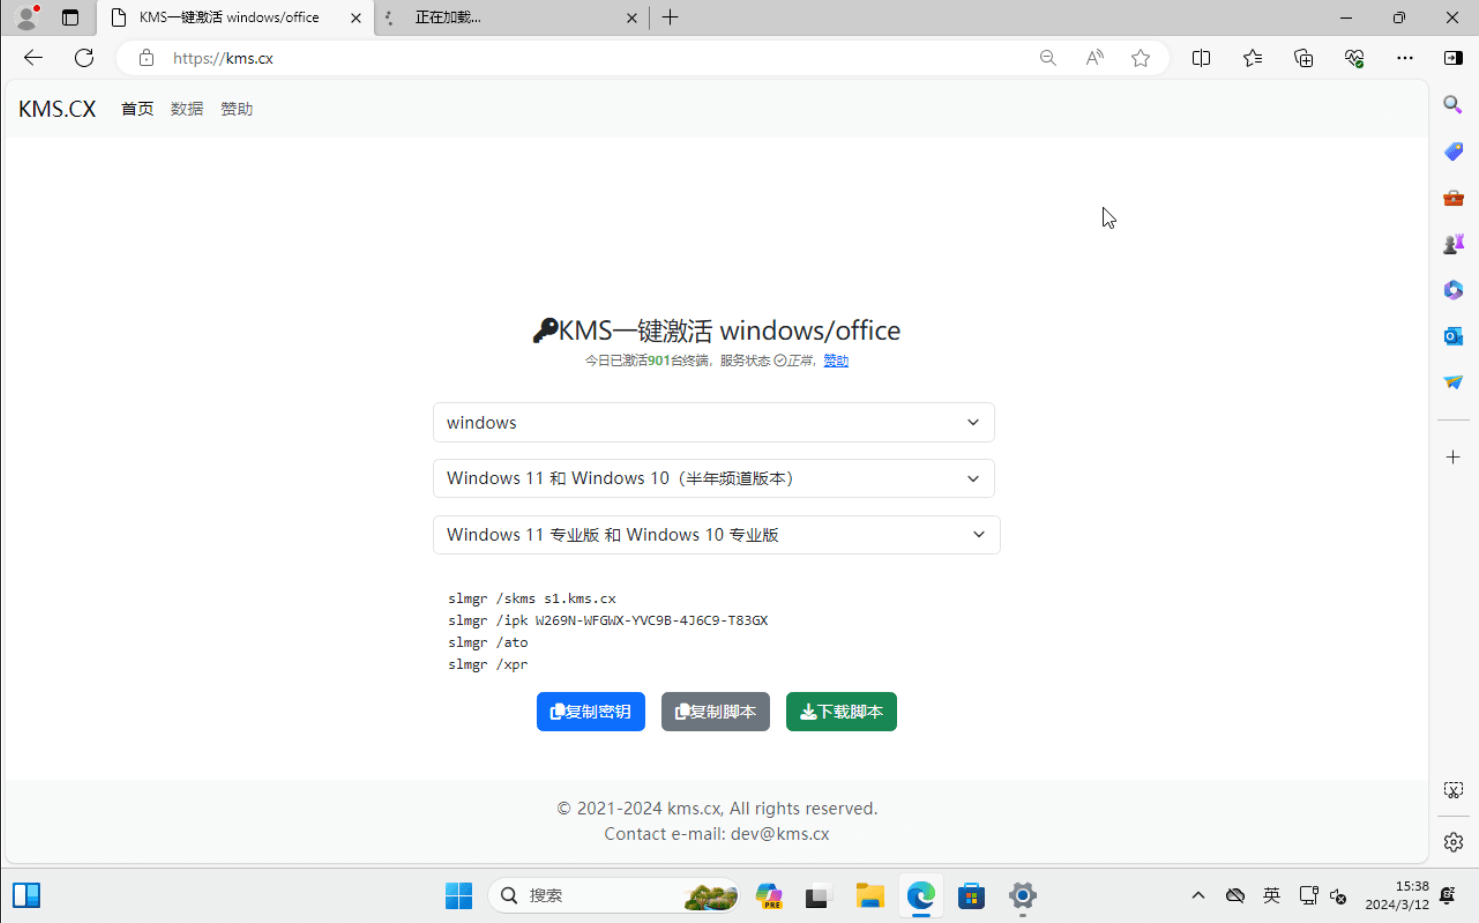 KMS一键激活 windows/office
正在加载...
https://kms.cx
KMS.CX 首页 数据 赞助
KMS一键激活 windows/office
今日已激活901台终端，服务状态 正常，赞助
windows
Windows 11 和 Windows 10（半年频道版本）
Windows 11 专业版 和 Windows 10 专业版
slmgr /skms s1.kms.cx
slmgr /ipk W269N-WFGWX-YVC9B-4J6C9-T83GX
slmgr /ato
slmgr /xpr
复制密钥 复制脚本 下载脚本
© 2021-2024 kms.cx, All rights reserved.
Contact e-mail: dev@kms.cx
搜索
PRE
英
15:38
2024/3/12